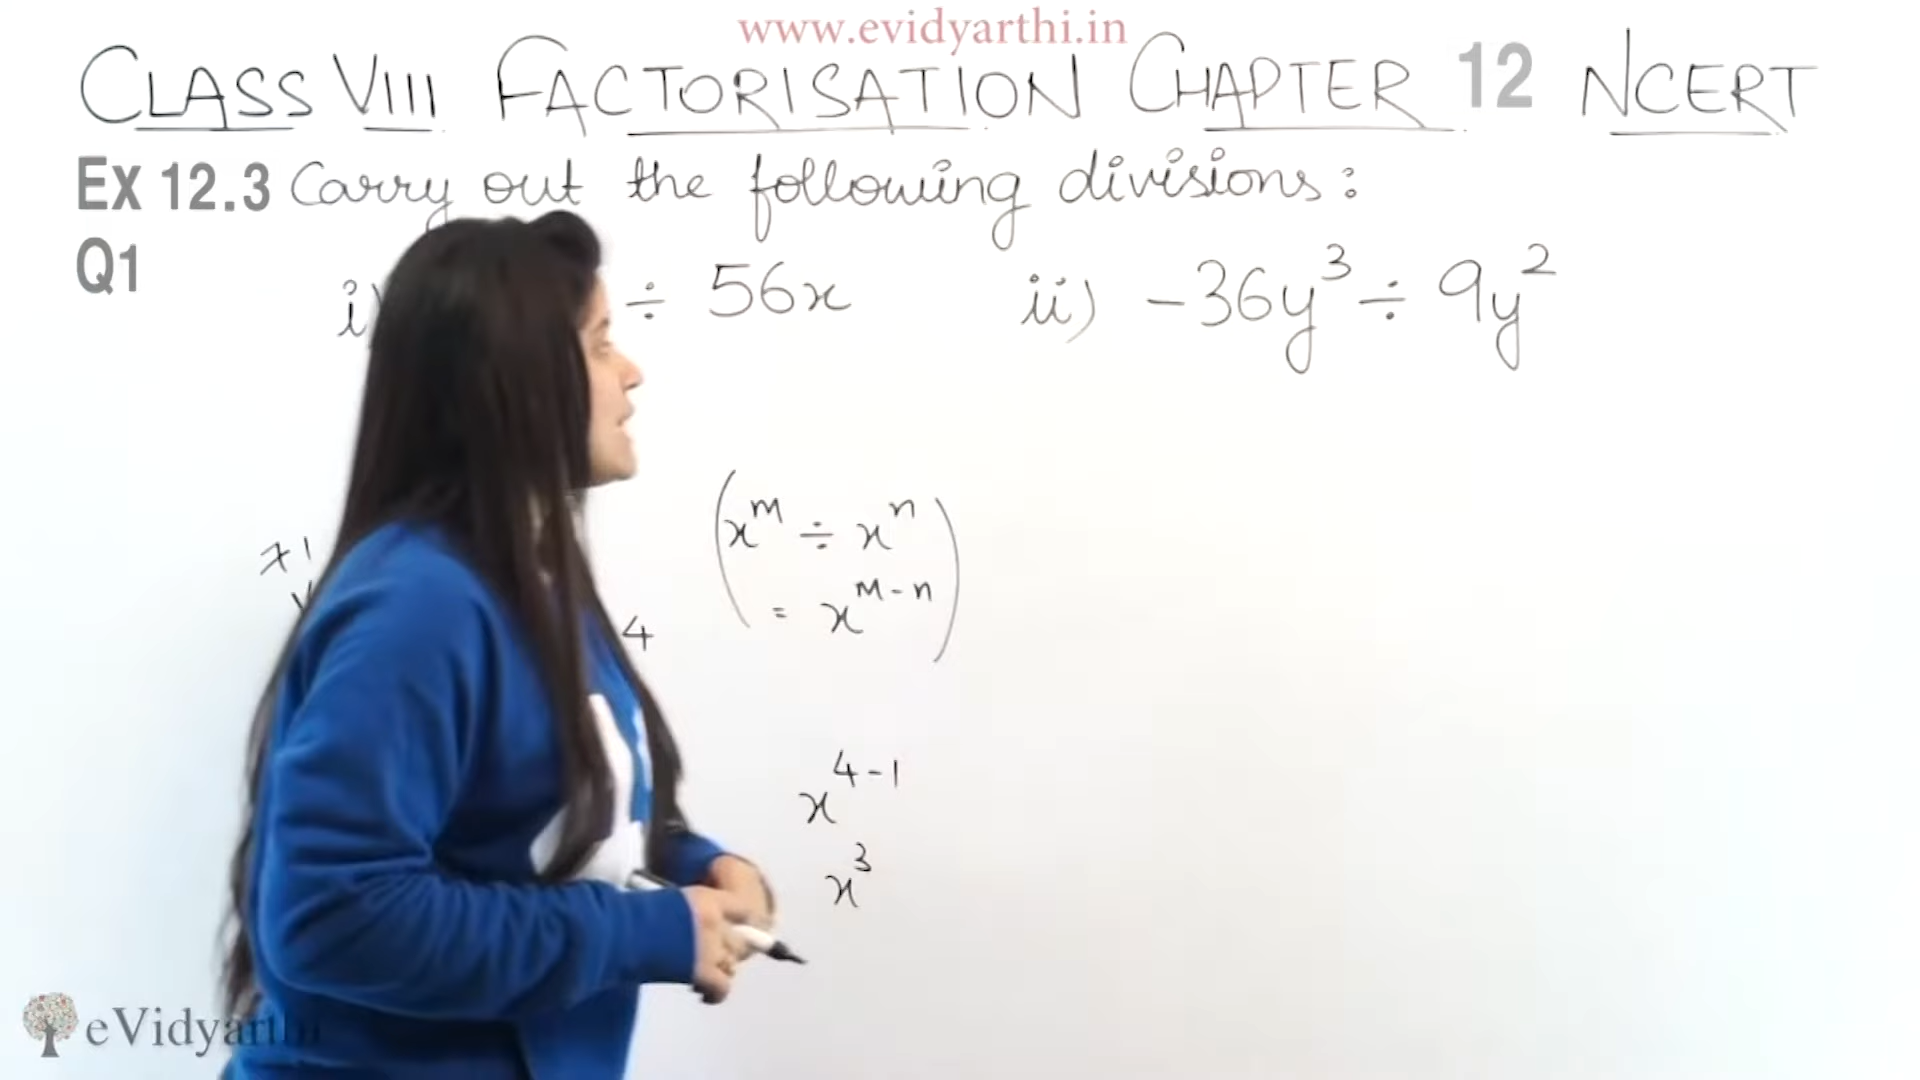 www.evidyarthi.in
CLASS VIII FACTORISATION CHAPTER 12 NCERT
Ex 12.3 Carry out the following divisions :
Q1
i) ÷ 56x
ii) -36y³ ÷ 9y²
(xᵐ ÷ xⁿ
= xᵐ⁻ⁿ)
4
x⁴⁻¹
x³
eVidyarthi